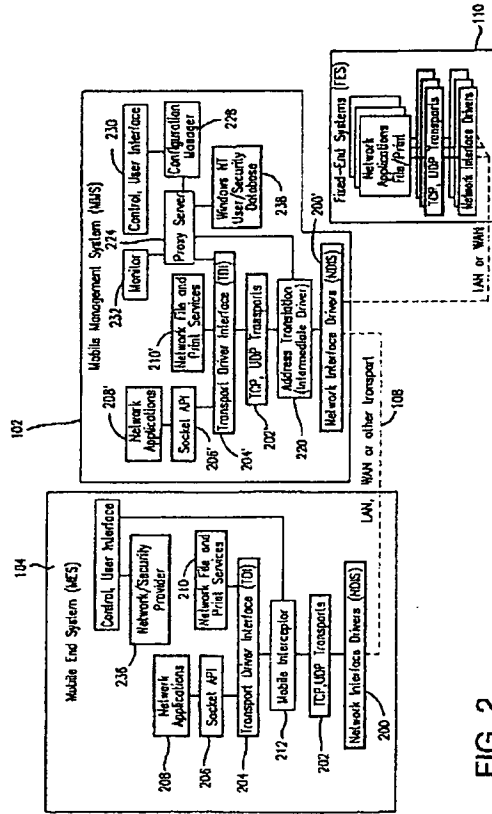 104
Mobile End System (MES)
Control, User Interface
236
Network/Security
Provider
208
Network
Applications
210
Network File and
Print Services
206
Socket API
204
Transport Driver Interface (TDI)
212
Mobile Interceptor
202
TCP,UDP Transports
200
Network Interface Drivers (NDIS)
LAN, WAN or other transport
108
102
Mobile Management System (MMS)
232
Monitor
224
230
Control, User Interface
Proxy Server
Configuration
Manager
228
Windows NT
User/Security
Database
238
208'
Network
Applications
210'
Network File and
Print Services
206'
Socket API
204'
Transport Driver Interface (TDI)
202'
TCP, UDP Transports
220
Address Translation
(Intermediate Driver)
200'
Network Interface Drivers (NDIS)
LAN or WAN
Fixed-End Systems (FES)
110
Network
Applications
File/Print
TCP, UDP Transports
Network Interface Drivers
FIG. 2